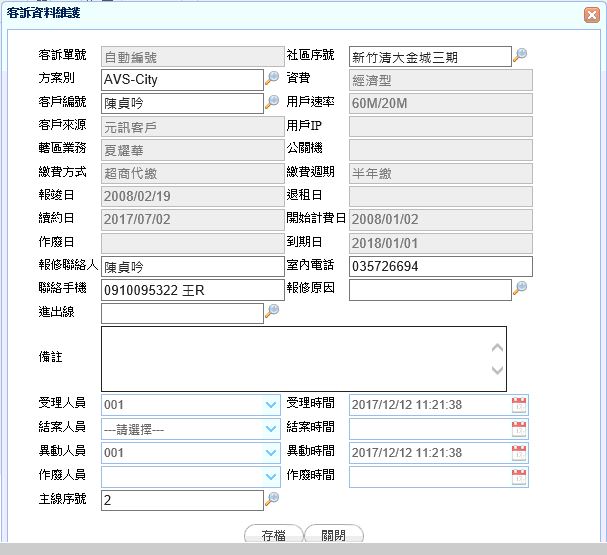 客訴資料維護
客訴單號 自動編號 社區序號 新竹清大金城三期
方案別 AVS-City 資費 經濟型
客戶編號 陳貞吟 用戶速率 60M/20M
客戶來源 元訊客戶 用戶IP
轄區業務 夏耀華 公關機
繳費方式 超商代繳 繳費週期 半年繳
報竣日 2008/02/19 退租日
續約日 2017/07/02 開始計費日 2008/01/02
作廢日 到期日 2018/01/01
報修聯絡人 陳貞吟 室內電話 035726694
聯絡手機 0910095322 王R 報修原因
進出線
備註
受理人員 001 受理時間 2017/12/12 11:21:38
結案人員 ---請選擇--- 結案時間
異動人員 001 異動時間 2017/12/12 11:21:38
作廢人員 作廢時間
主線序號 2
存檔 關閉